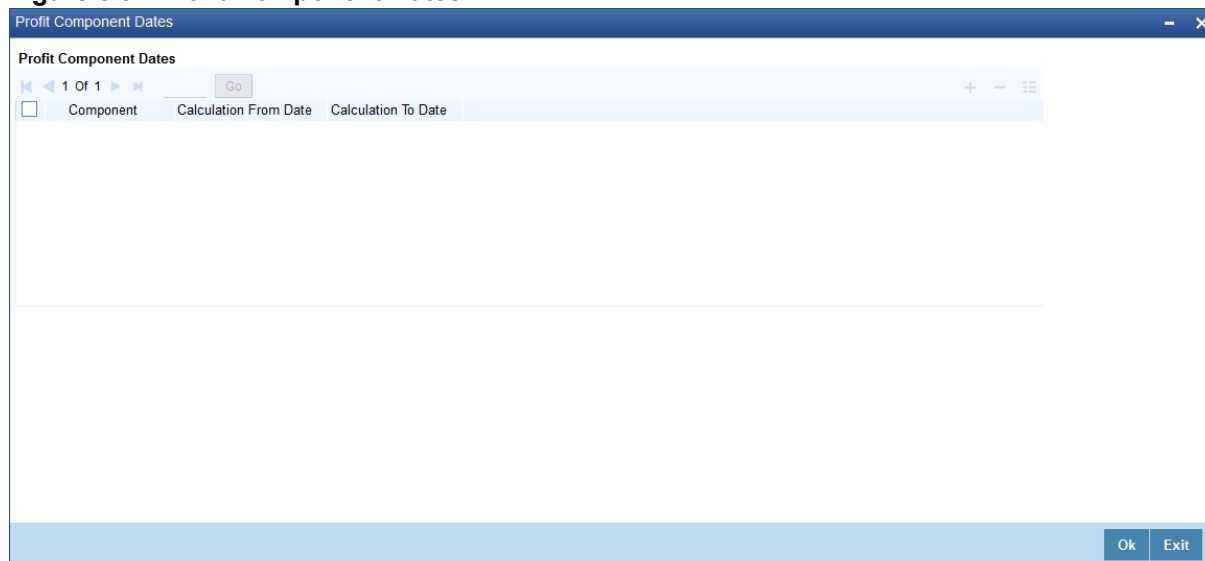 Profit Component Dates
Profit Component Dates
1 Of 1 Go
Component Calculation From Date Calculation To Date
Ok Exit